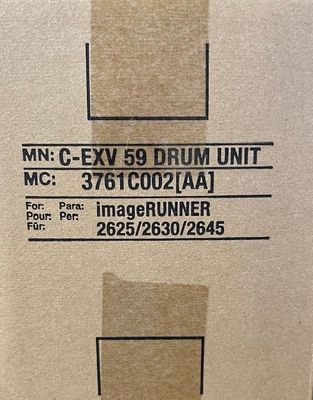 MN: C-EXV 59 DRUM UNIT
MC: 3761C002[AA]
For: Para: imageRUNNER
Pour: Per:
Für: 2625/2630/2645